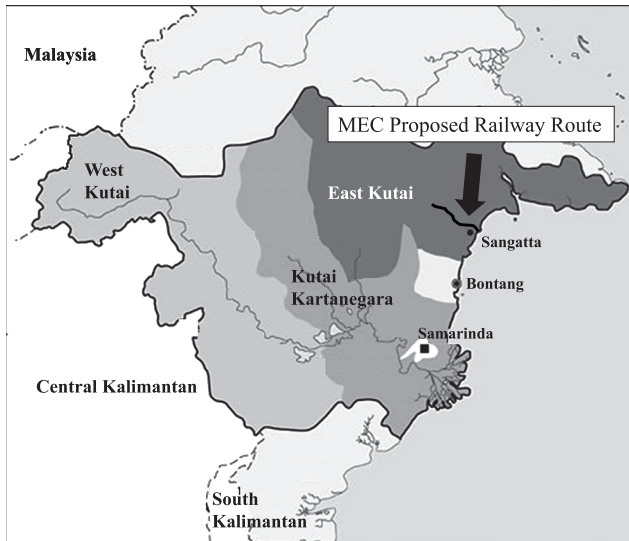 Malaysia
MEC Proposed Railway Route
West
Kutai
East Kutai
Sangatta
Kutai
Kartanegara
Bontang
Samarinda
Central Kalimantan
South
Kalimantan